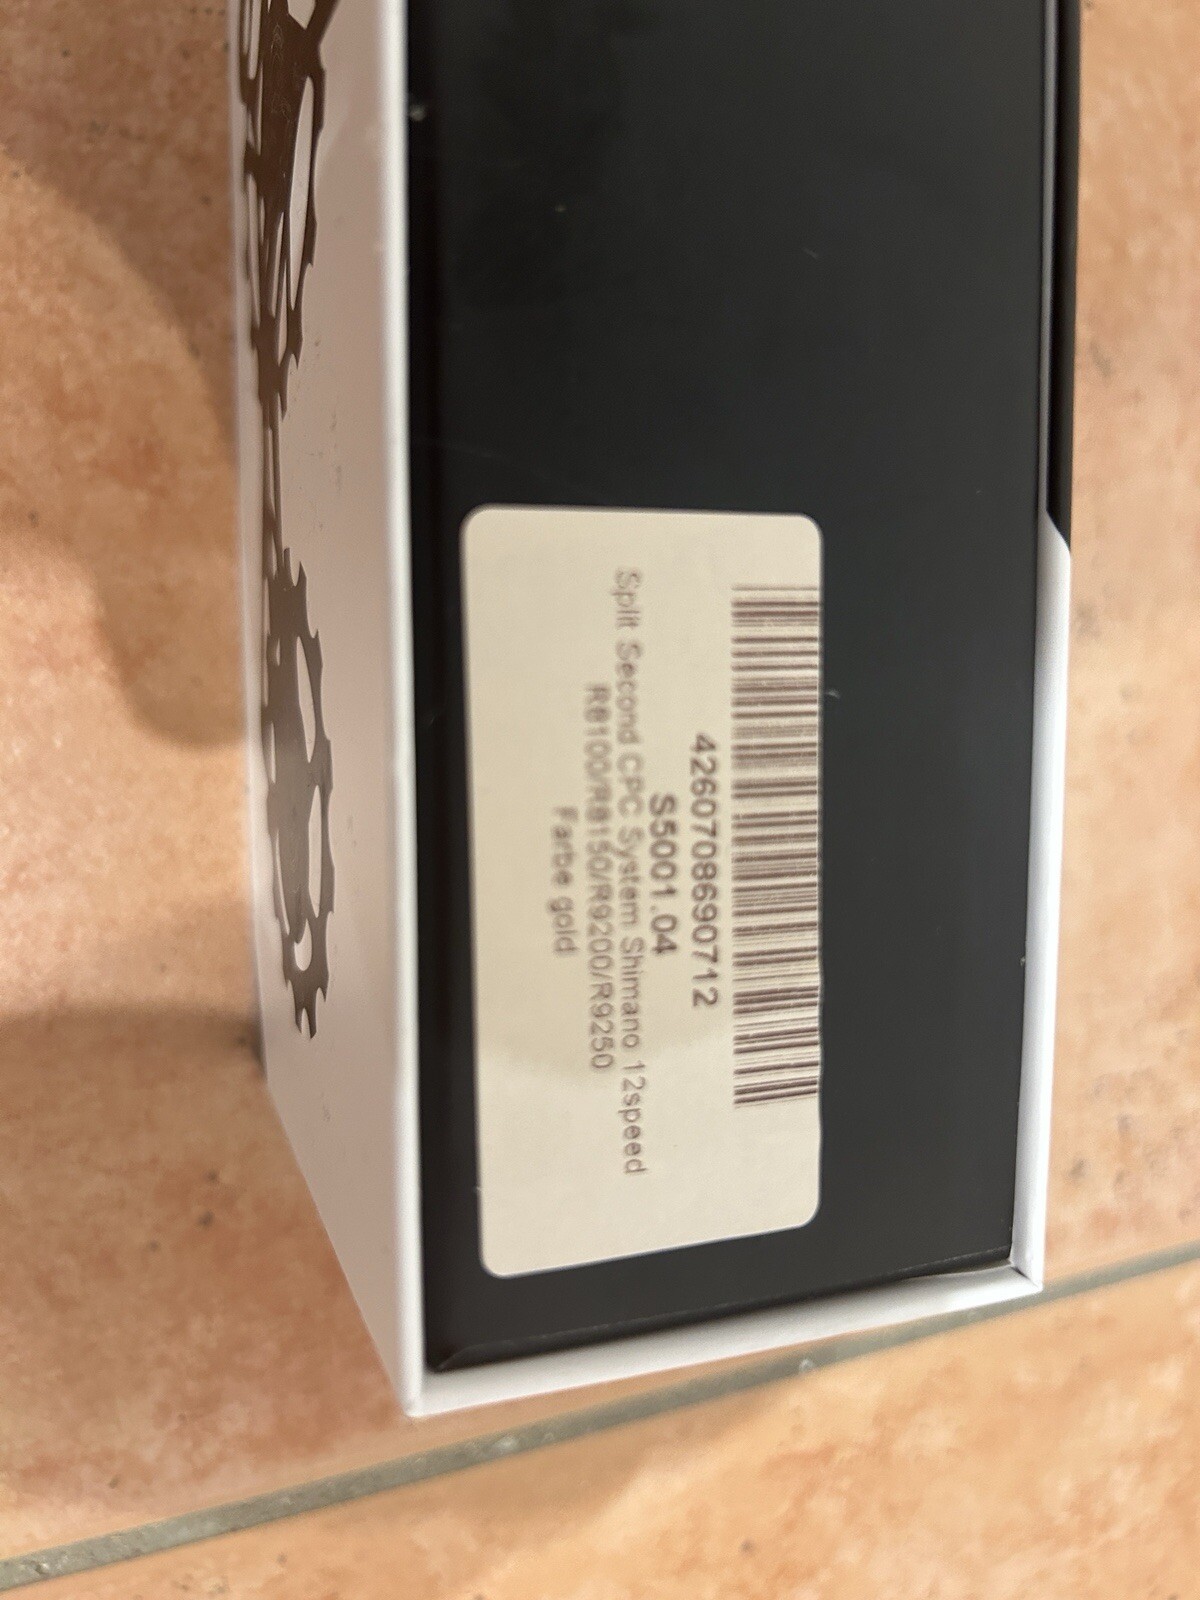 4260708690712
S5001.04
Split Second CPC System Shimano 12speed
R8100/R8150/R9200/R9250
Farbe gold